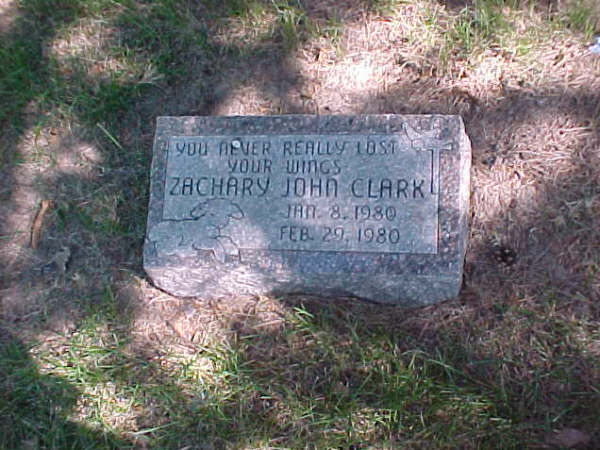 YOU NEVER REALLY LOST
YOUR WINGS
ZACHARY JOHN CLARK
JAN. 8, 1980
FEB. 29, 1980